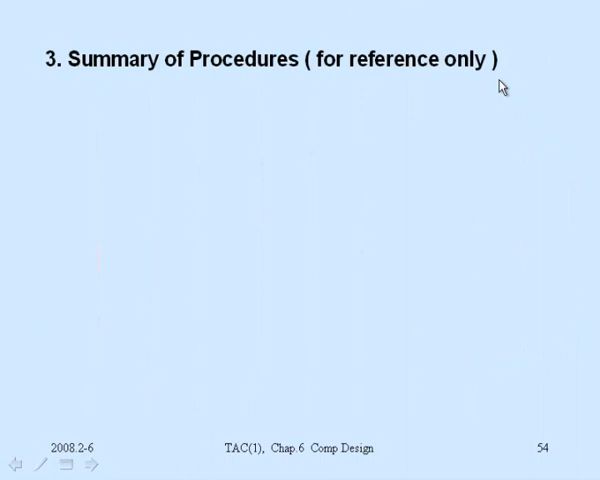 3. Summary of Procedures ( for reference only )
2008.2-6 TAC(1), Chap.6 Comp Design 54